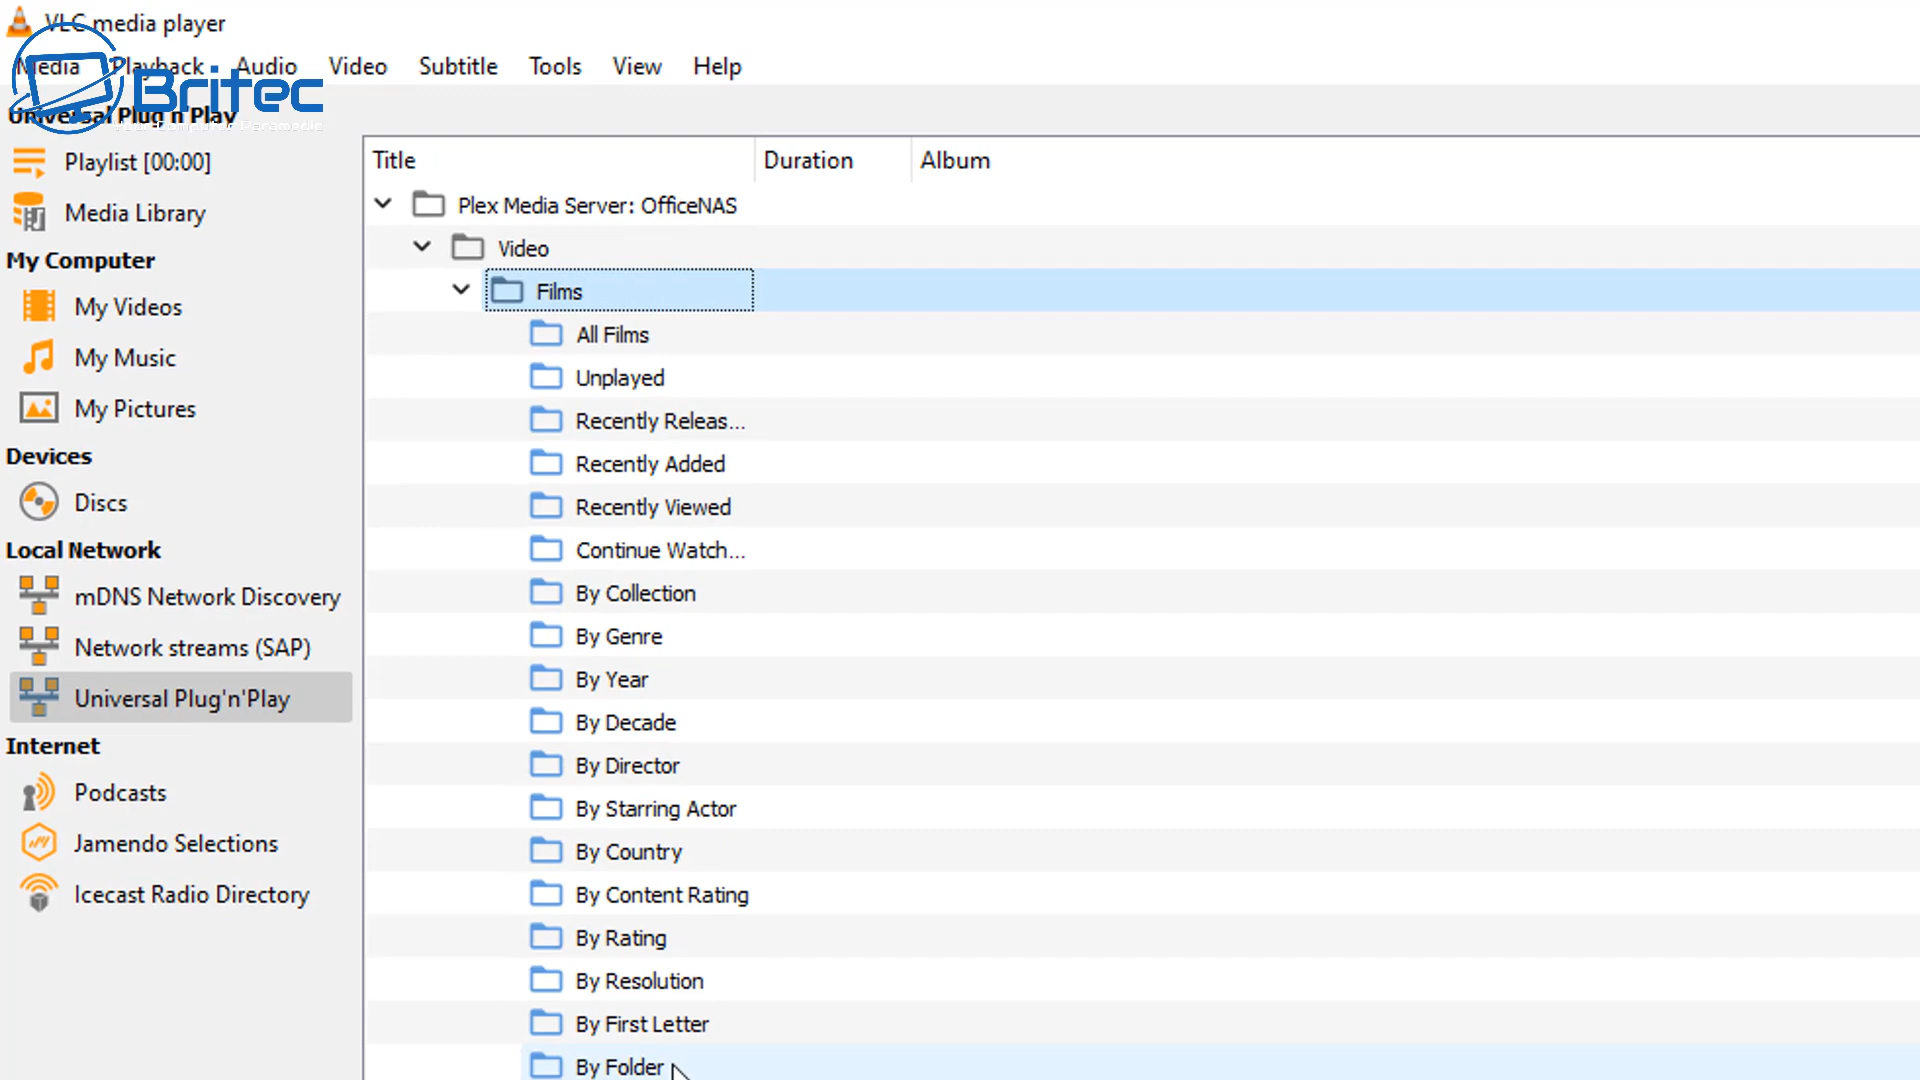 VLC media player
Media Playback Audio Video Subtitle Tools View Help
Britec
Your Computer Paramedic
Universal Plug'n'Play
Playlist [00:00]
Media Library
My Computer
My Videos
My Music
My Pictures
Devices
Discs
Local Network
mDNS Network Discovery
Network streams (SAP)
Universal Plug'n'Play
Internet
Podcasts
Jamendo Selections
Icecast Radio Directory
Title Duration Album
Plex Media Server: OfficeNAS
Video
Films
All Films
Unplayed
Recently Releas...
Recently Added
Recently Viewed
Continue Watch...
By Collection
By Genre
By Year
By Decade
By Director
By Starring Actor
By Country
By Content Rating
By Rating
By Resolution
By First Letter
By Folder